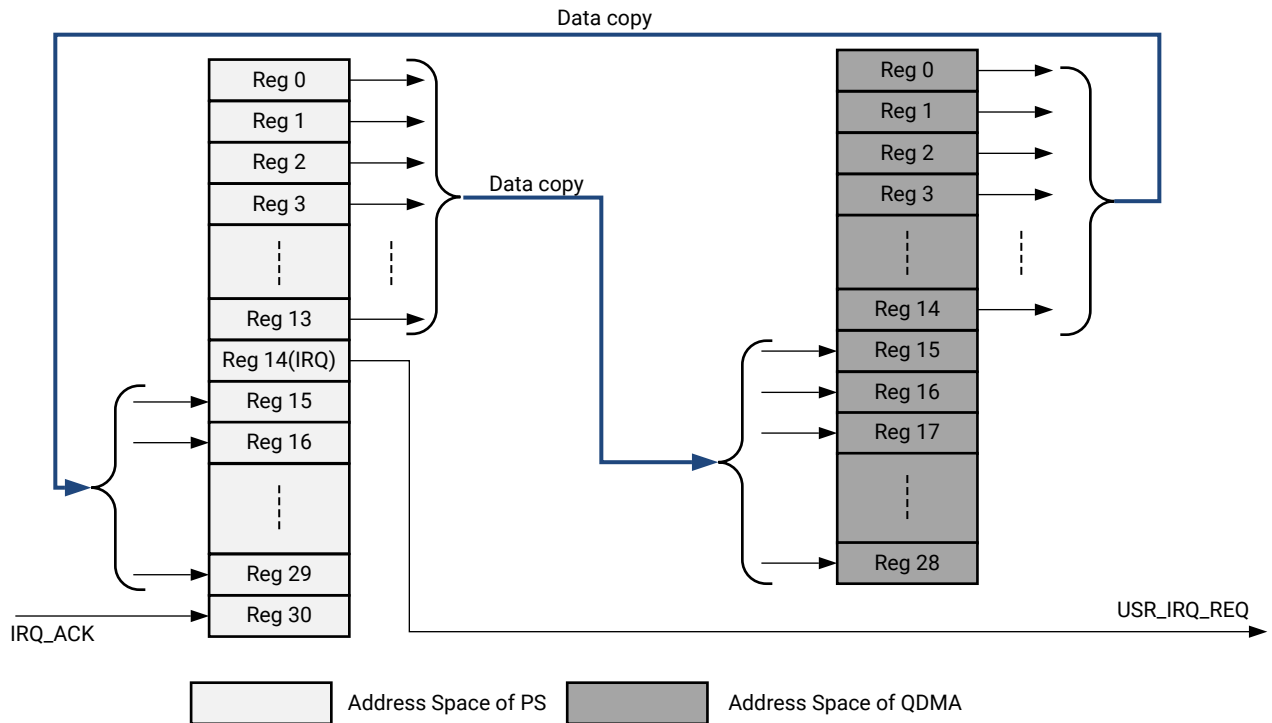 Data copy
Reg 0
Reg 1
Reg 2
Reg 3
Reg 13
Reg 14(IRQ)
Reg 15
Reg 16
Reg 29
Reg 30
IRQ_ACK
Data copy
Reg 0
Reg 1
Reg 2
Reg 3
Reg 14
Reg 15
Reg 16
Reg 17
Reg 28
USR_IRQ_REQ
Address Space of PS
Address Space of QDMA